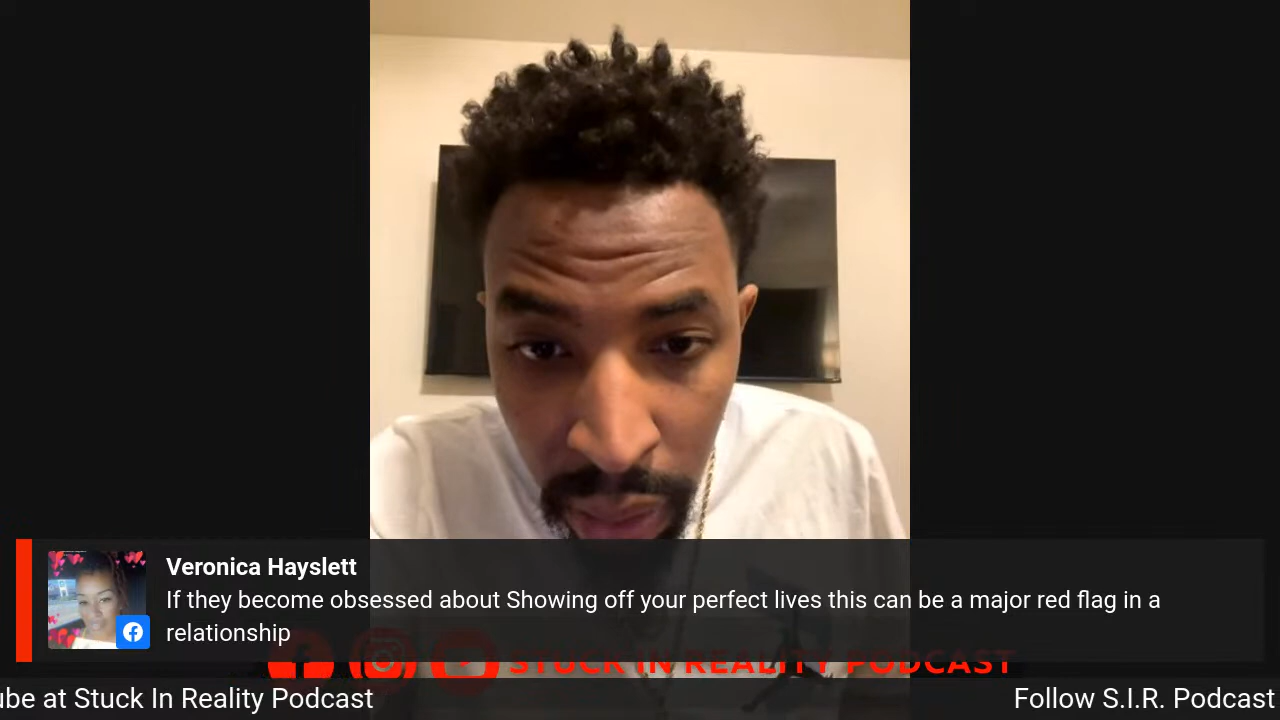 Veronica Hayslett
If they become obsessed about Showing off your perfect lives this can be a major red flag in a
relationship
STUCK IN REALITY PODCAST
ube at Stuck In Reality Podcast
Follow S.I.R. Podcast